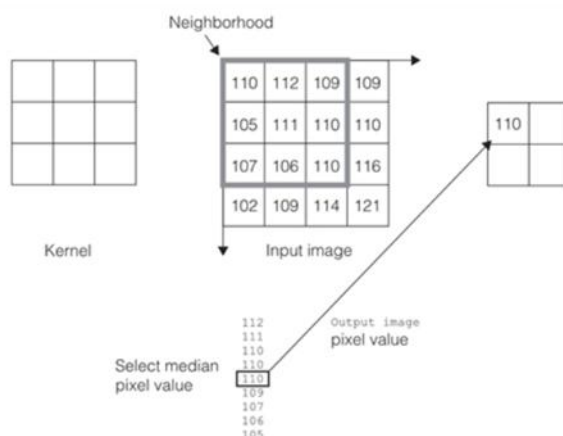 Neighborhood
110 112 109 109
105 111 110 110
107 106 110 116
102 109 114 121
110
Kernel
Input image
112
111
110
110
110
109
107
106
105
Select median
pixel value
Output image
pixel value